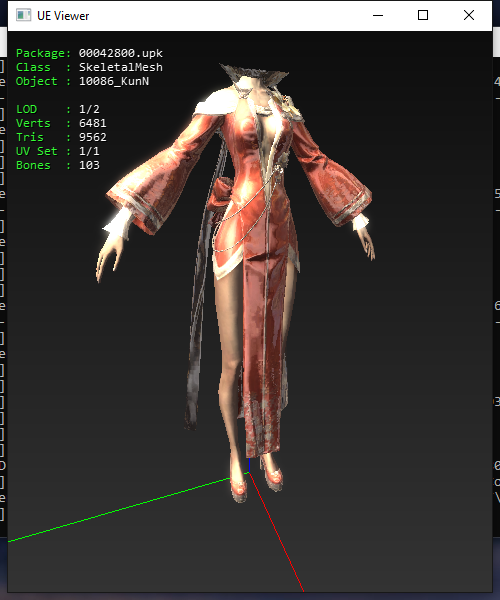 UE Viewer
Package: 00042800.upk
Class : SkeletalMesh
Object : 10086_KunN
LOD : 1/2
Verts : 6481
Tris : 9562
UV Set : 1/1
Bones : 103